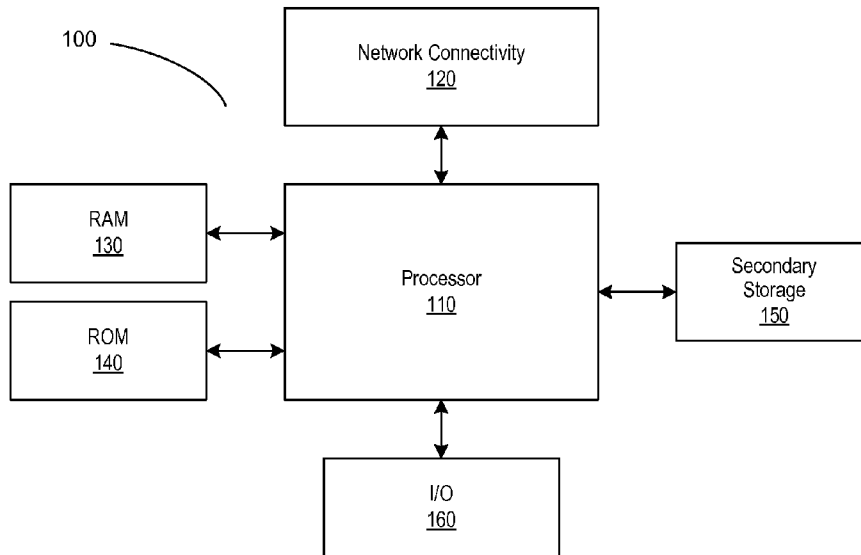 100
Network Connectivity
120
RAM
130
Processor
110
Secondary
Storage
150
ROM
140
I/O
160